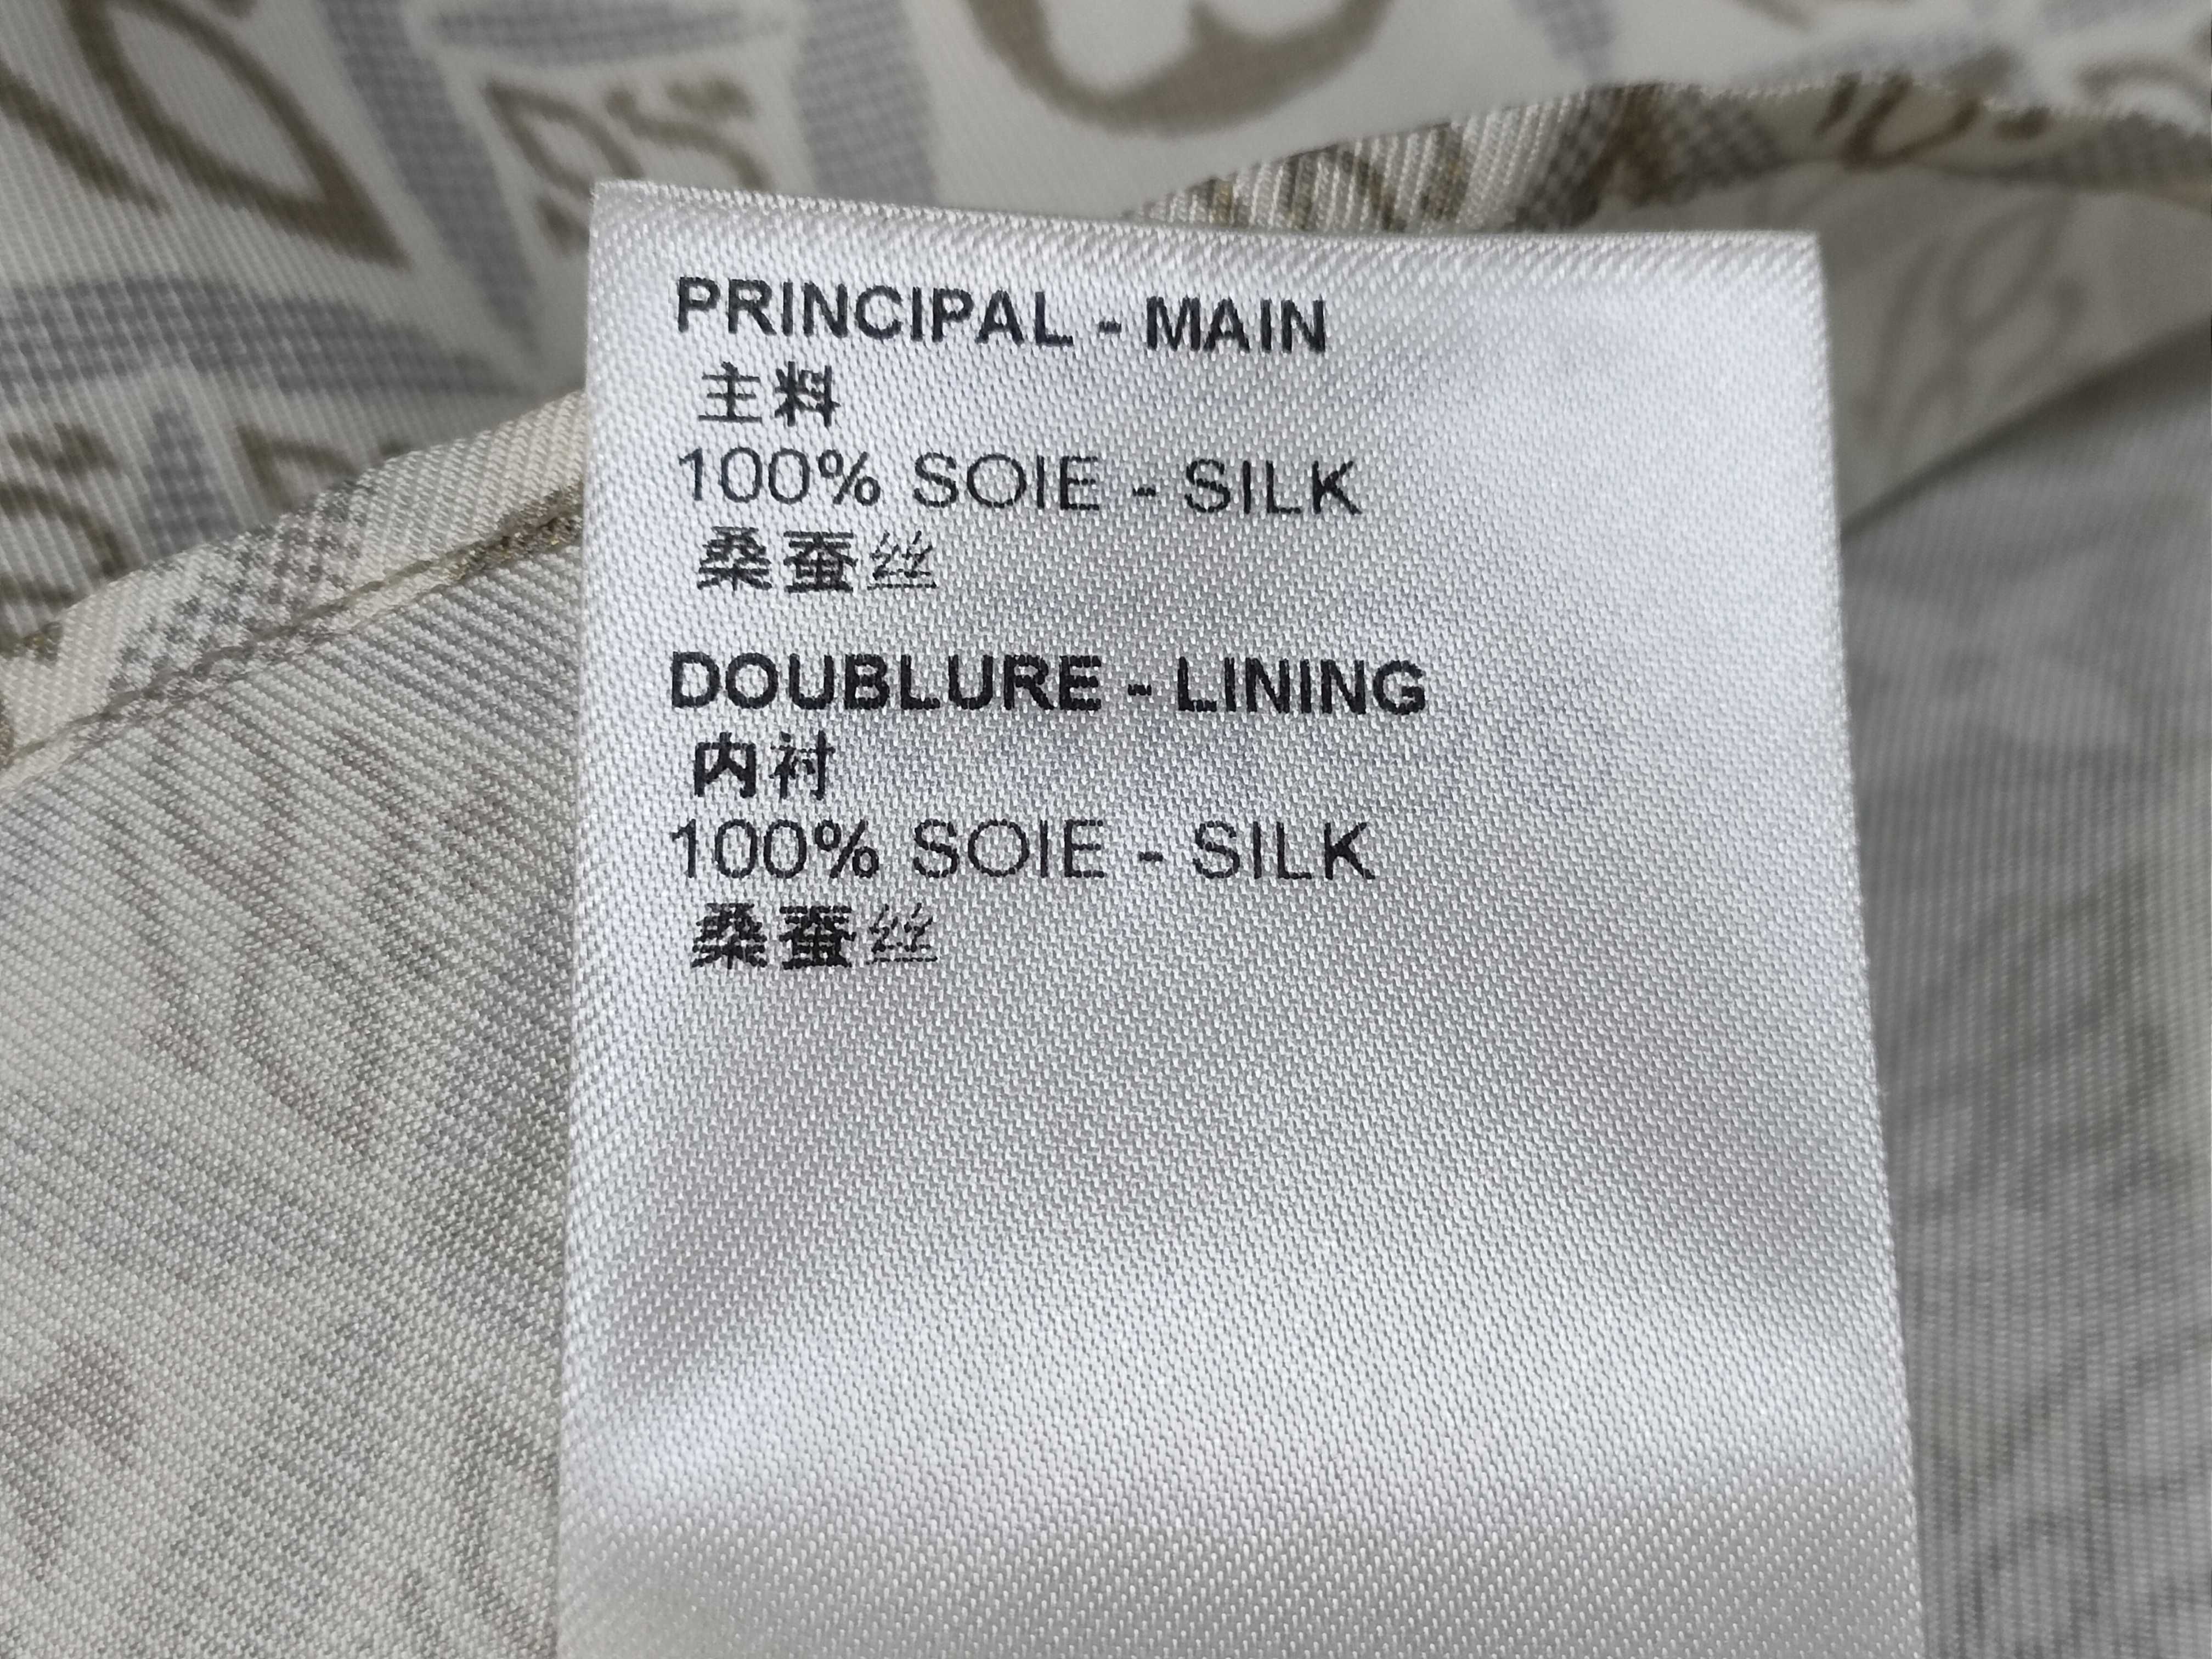 PRINCIPAL - MAIN
主料
100% SOIE - SILK
桑蚕丝
DOUBLURE - LINING
内衬
100% SOIE - SILK
桑蚕丝